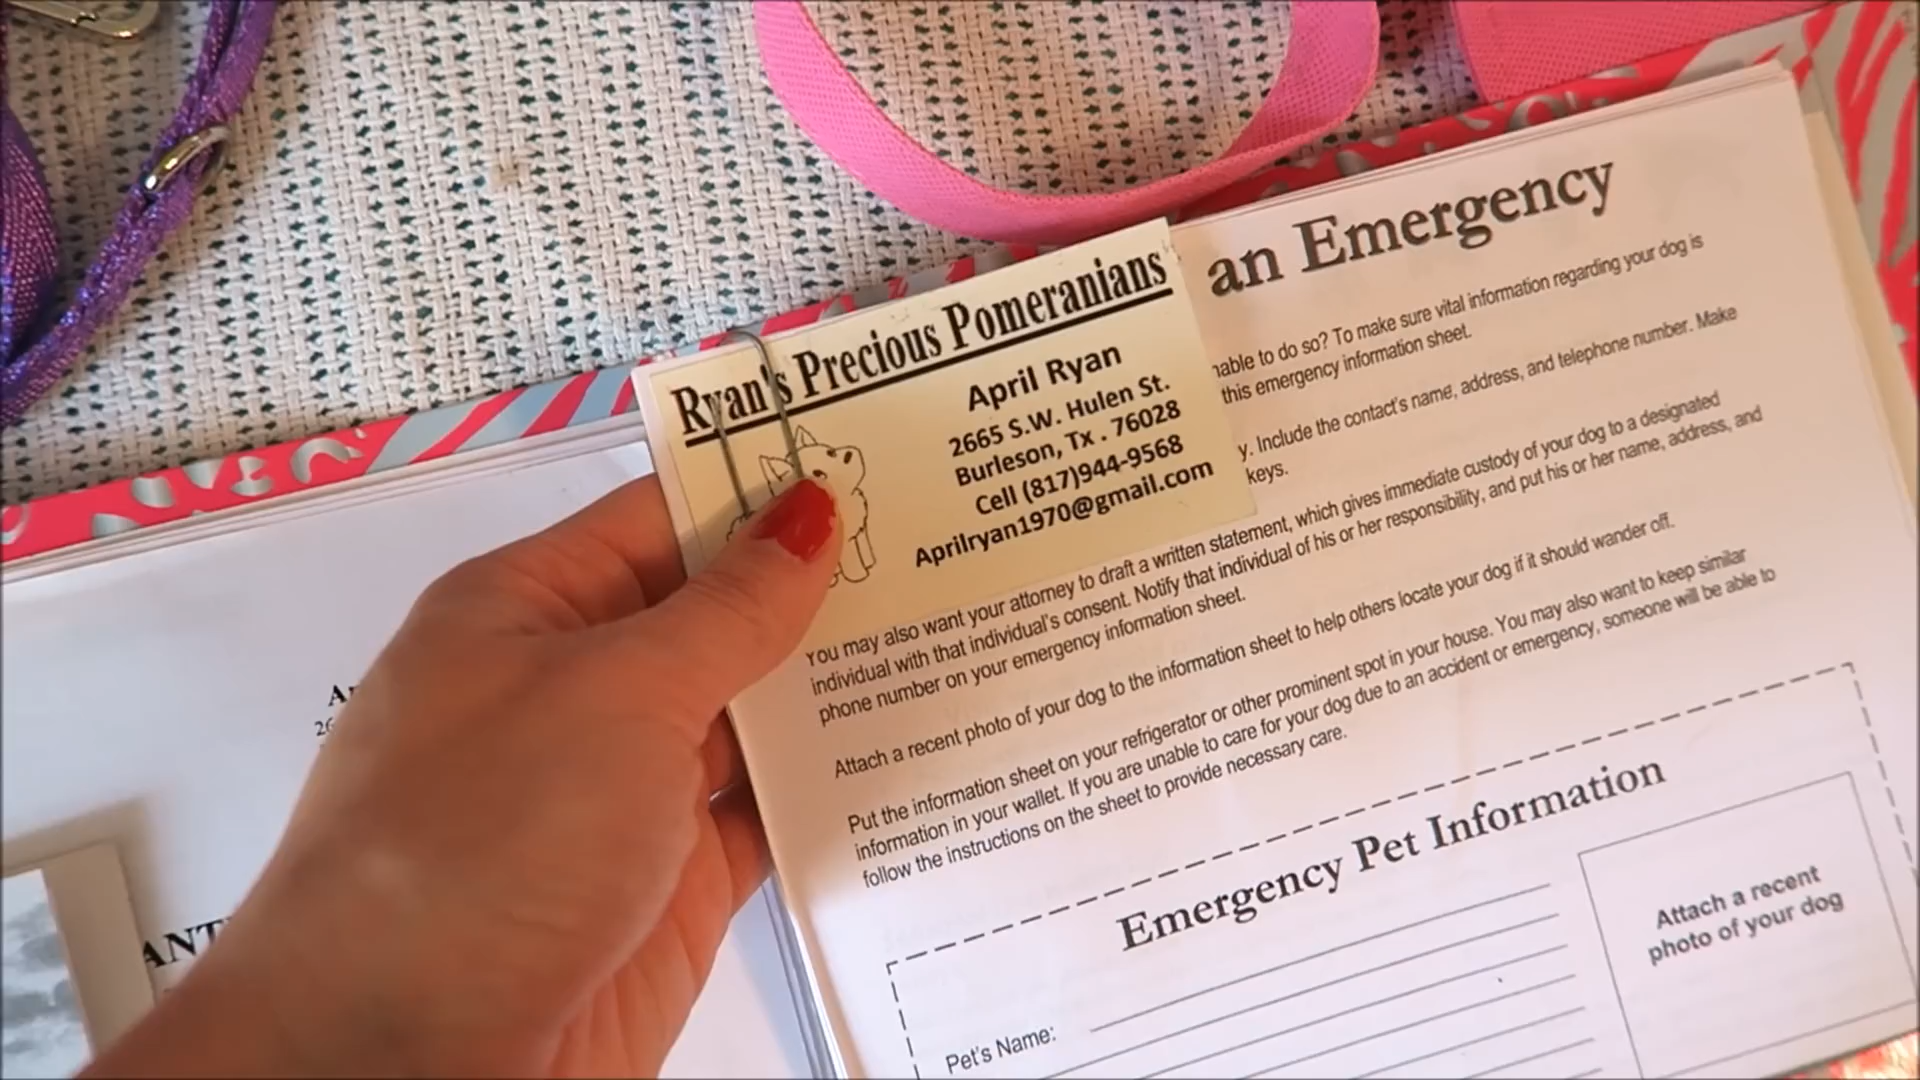 Ryan's Precious Pomeranians
April Ryan
2665 S.W. Hulen St.
Burleson, Tx . 76028
Cell (817)944-9568
Aprilryan1970@gmail.com
an Emergency
nable to do so? To make sure vital information regarding your dog is
this emergency information sheet.
y. Include the contact's name, address, and telephone number. Make
keys.
You may also want your attorney to draft a written statement, which gives immediate custody of your dog to a designated
individual with that individual's consent. Notify that individual of his or her responsibility, and put his or her name, address, and
phone number on your emergency information sheet.
Attach a recent photo of your dog to the information sheet to help others locate your dog if it should wander off.
Put the information sheet on your refrigerator or other prominent spot in your house. You may also want to keep similar
information in your wallet. If you are unable to care for your dog due to an accident or emergency, someone will be able to
follow the instructions on the sheet to provide necessary care.
Emergency Pet Information
Attach a recent
photo of your dog
Pet's Name:
26
ANT